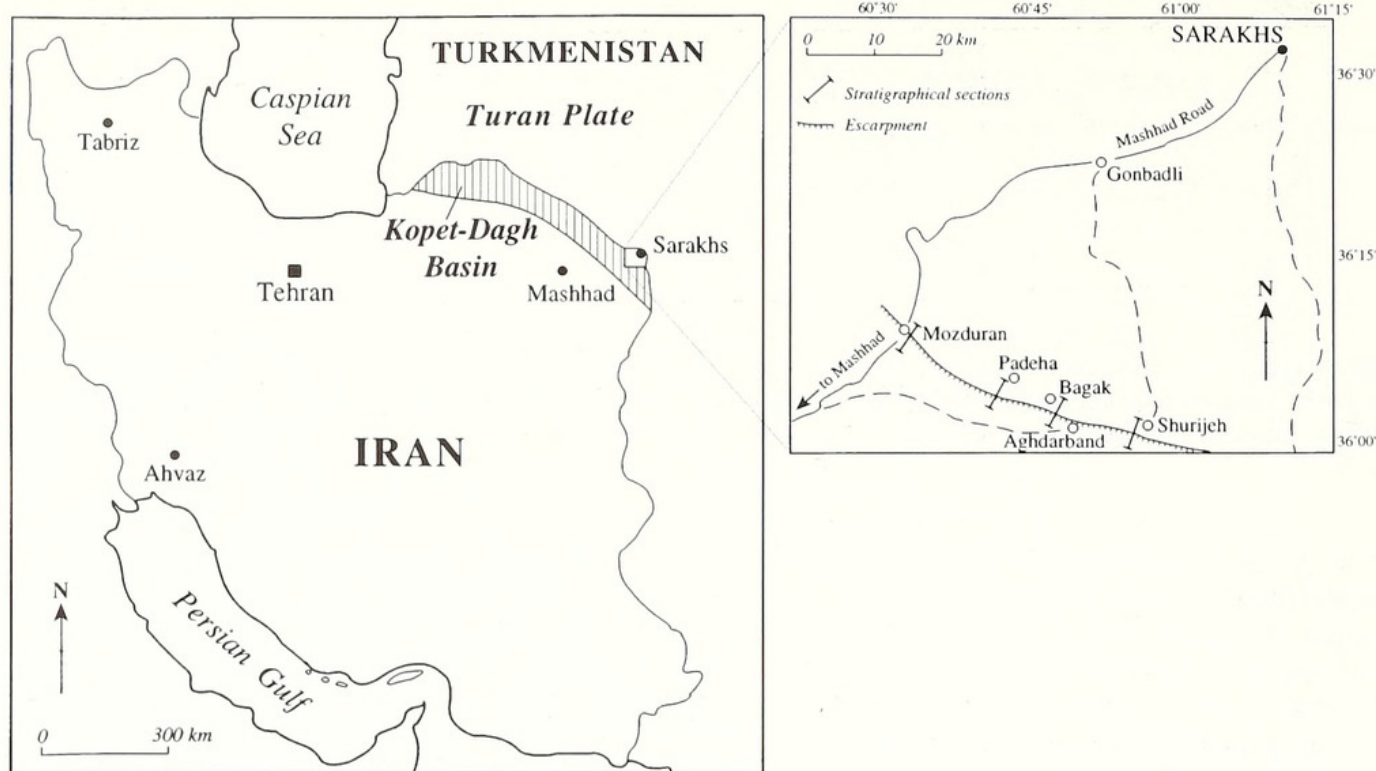 TURKMENISTAN
Caspian
Sea
Turan Plate
Tabriz
Kopet-Dagh
Basin
Sarakhs
Tehran
Mashhad
IRAN
Ahvaz
N
Persian Gulf
0 300 km
60°30' 60°45' 61°00' 61°15'
0 10 20 km
SARAKHS
36°30'
Stratigraphical sections
Escarpment
Mashhad Road
Gonbadli
36°15'
N
Mozduran
to Mashhad
Padeha
Bagak
Shurijeh
Aghdarband
36°00'